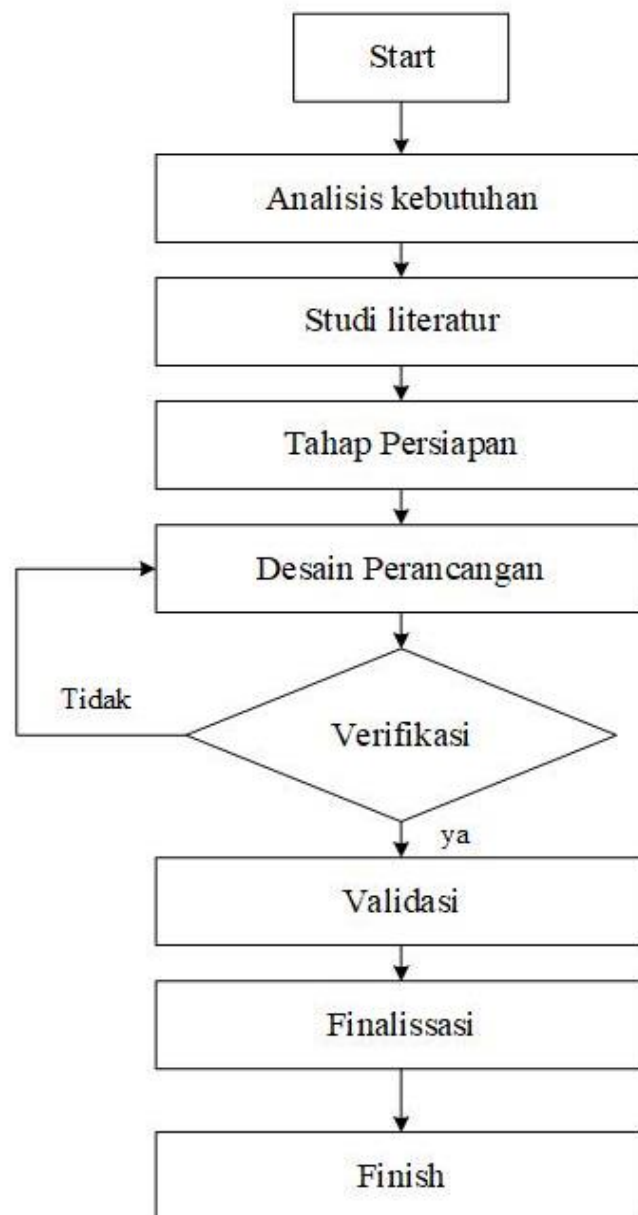 Start
Analisis kebutuhan
Studi literatur
Tahap Persiapan
Desain Perancangan
Tidak
Verifikasi
ya
Validasi
Finalissasi
Finish